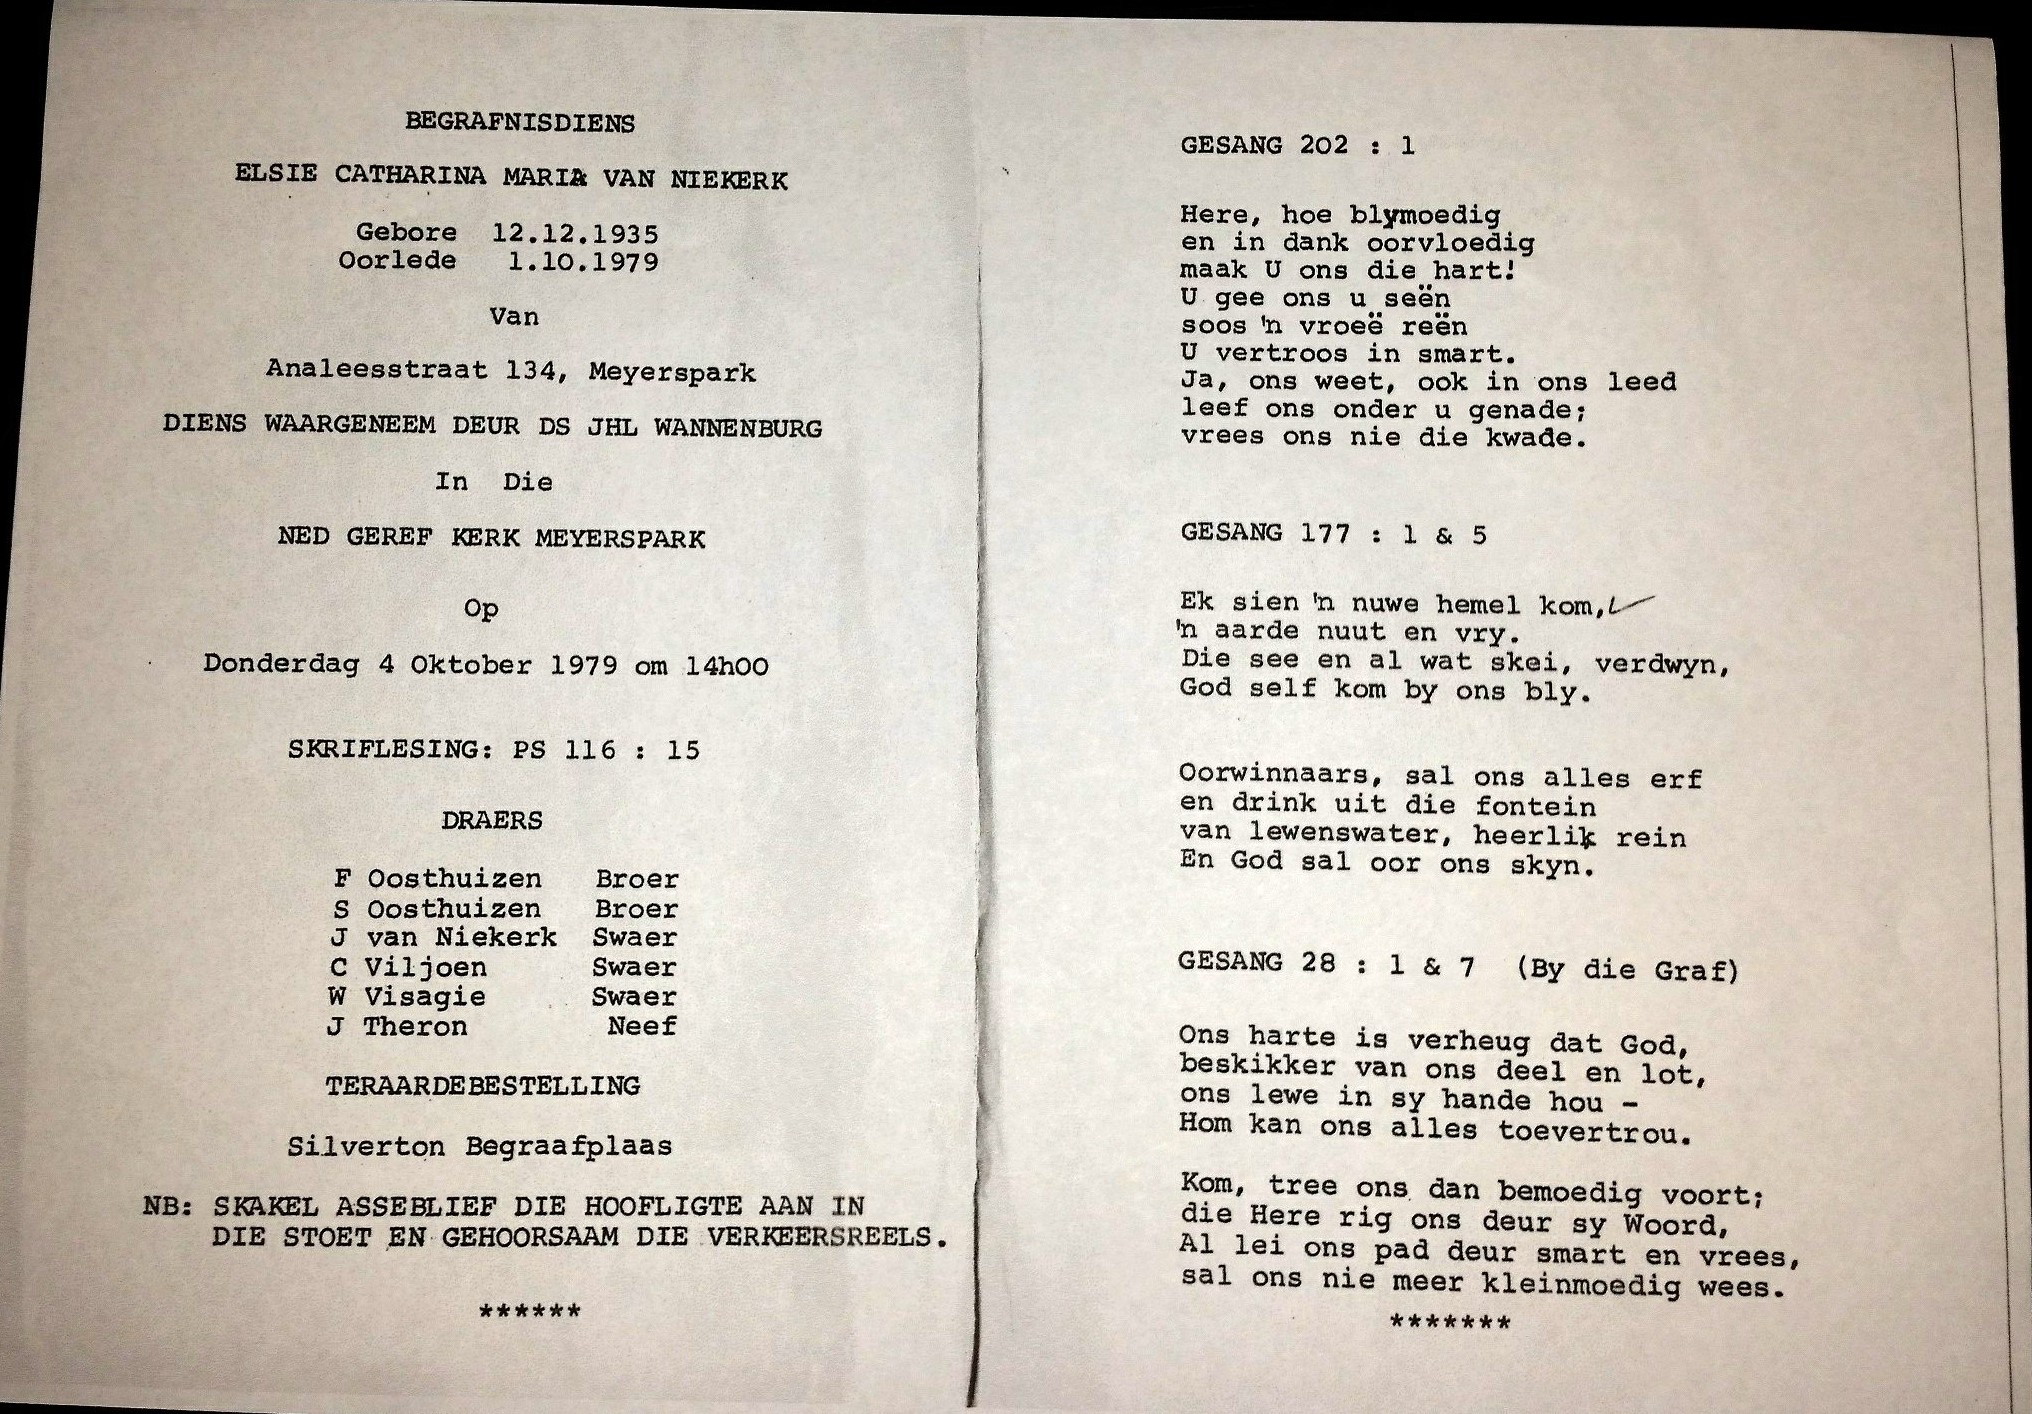 BEGRAFNISDIENS
ELSIE CATHARINA MARIA VAN NIEKERK
Gebore 12.12.1935
Oorlede 1.10.1979
Van
Analeesstraat 134, Meyerspark
DIENS WAARGENEEM DEUR DS JHL WANNENBURG
In Die
NED GEREF KERK MEYERSPARK
Op
Donderdag 4 Oktober 1979 om 14h00
SKRIFLESING: PS 116 : 15
DRAERS
F Oosthuizen Broer
S Oosthuizen Broer
J van Niekerk Swaer
C Viljoen Swaer
W Visagie Swaer
J Theron Neef
TERAARDEBESTELLING
Silverton Begraafplaas
NB: SKAKEL ASSEBLIEF DIE HOOFLIGTE AAN IN
DIE STOET EN GEHOORSAAM DIE VERKEERSREELS.
******
GESANG 202 : 1
Here, hoe blymoedig
en in dank oorvloedig
maak U ons die hart!
U gee ons u seën
soos 'n vroeë reën
U vertroos in smart.
Ja, ons weet, ook in ons leed
leef ons onder u genade;
vrees ons nie die kwade.
GESANG 177 : 1 & 5
Ek sien 'n nuwe hemel kom,
'n aarde nuut en vry.
Die see en al wat skei, verdwyn,
God self kom by ons bly.
Oorwinnaars, sal ons alles erf
en drink uit die fontein
van lewenswater, heerlik rein
En God sal oor ons skyn.
GESANG 28 : 1 & 7 (By die Graf)
Ons harte is verheug dat God,
beskikker van ons deel en lot,
ons lewe in sy hande hou -
Hom kan ons alles toevertrou.
Kom, tree ons dan bemoedig voort;
die Here rig ons deur sy Woord,
Al lei ons pad deur smart en vrees,
sal ons nie meer kleinmoedig wees.
*******